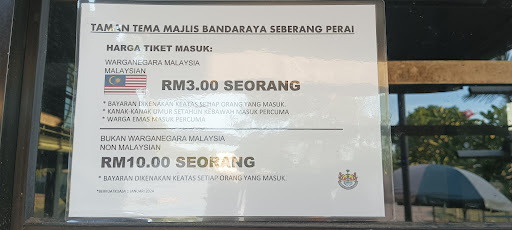 TAMAN TEMA MAJLIS BANDARAYA SEBERANG PERAI
HARGA TIKET MASUK:
WARGANEGARA MALAYSIA
MALAYSIAN
RM3.00 SEORANG
* BAYARAN DIKENAKAN KEATAS SETIAP ORANG YANG MASUK.
* KANAK-KANAK UMUR SETAHUN KEBAWAH MASUK PERCUMA
* WARGA EMAS MASUK PERCUMA
BUKAN WARGANEGARA MALAYSIA
NON MALAYSIAN
RM10.00 SEORANG
* BAYARAN DIKENAKAN KEATAS SETIAP ORANG YANG MASUK.